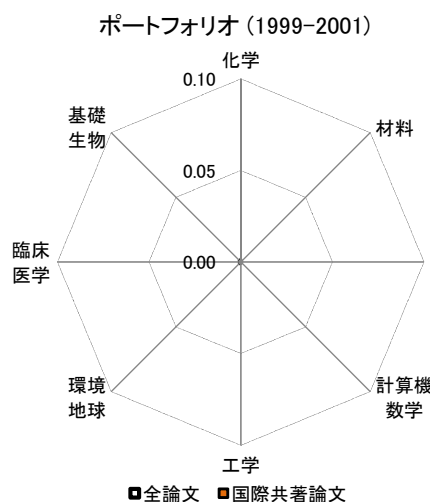 ポートフォリオ (1999-2001)
化学
0.10
基礎
生物
材料
0.05
臨床
医学
0.00
環境
地球
計算機
数学
工学
全論文 国際共著論文